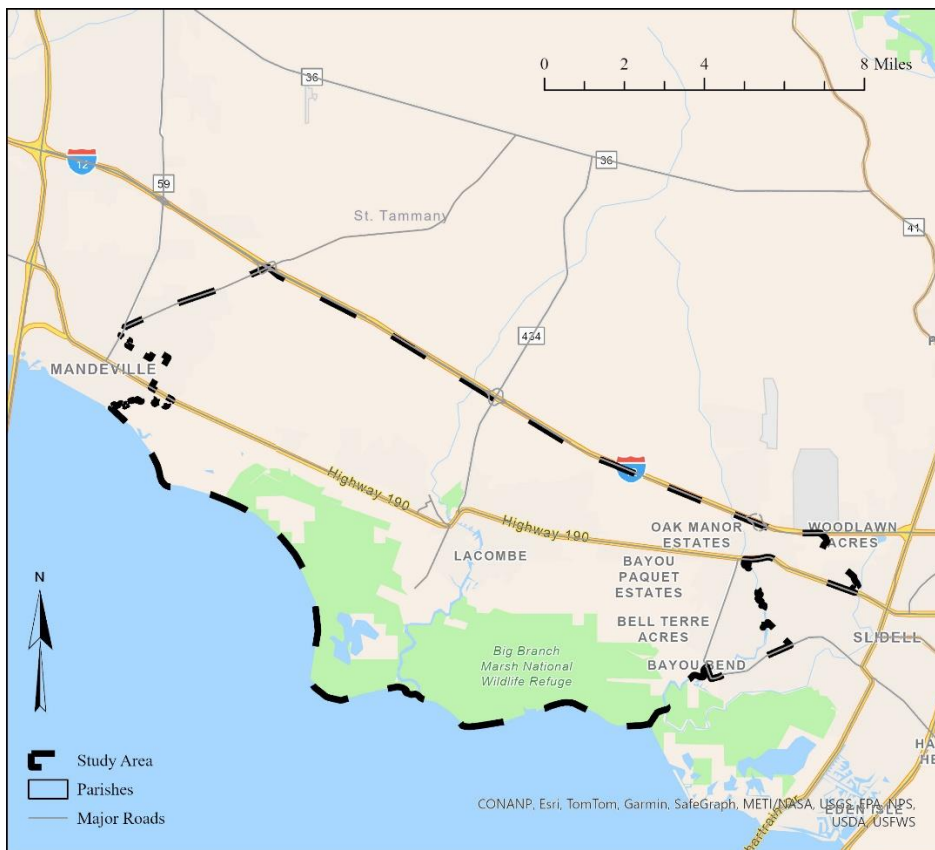 36
0 2 4 8 Miles
12
59
36
St. Tammany
41
434
MANDEVILLE
Highway 190
Highway 190
OAK MANOR
ESTATES
WOODLAWN
ACRES
LACOMBE
BAYOU
PAQUET
ESTATES
BELL TERRE
ACRES
SLIDELL
Big Branch
Marsh National
Wildlife Refuge
BAYOU BEND
N
Study Area
Parishes
Major Roads
CONANP, Esri, TomTom, Garmin, SafeGraph, METI/NASA, USGS, EPA, NPS,
USDA, USFWS
EDEN ISLE